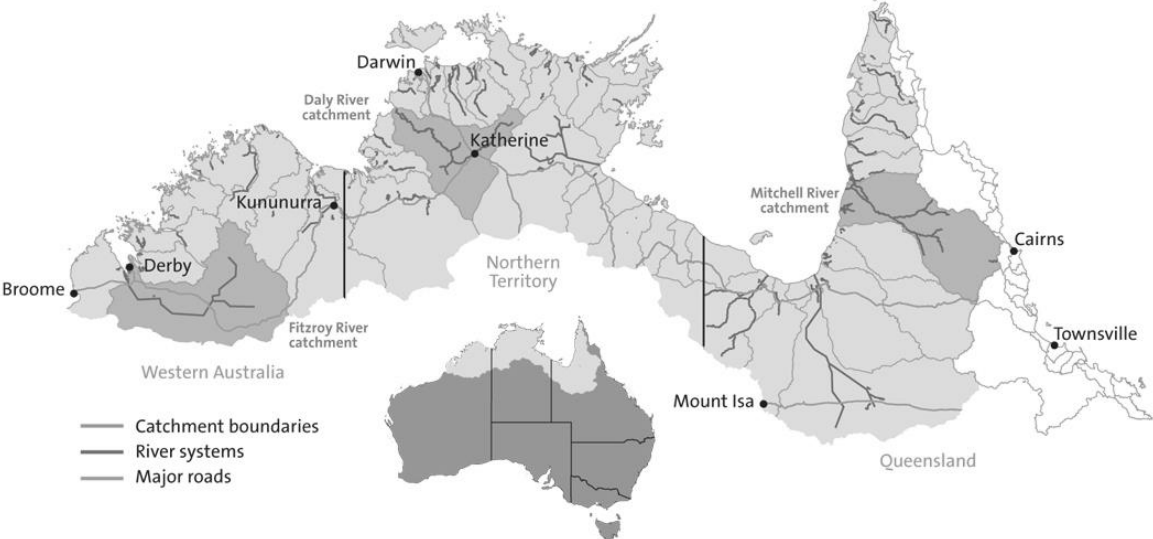 Darwin
Daly River
catchment
Katherine
Kununurra
Mitchell River
catchment
Cairns
Derby
Broome
Northern
Territory
Fitzroy River
catchment
Townsville
Western Australia
Mount Isa
Catchment boundaries
River systems
Major roads
Queensland